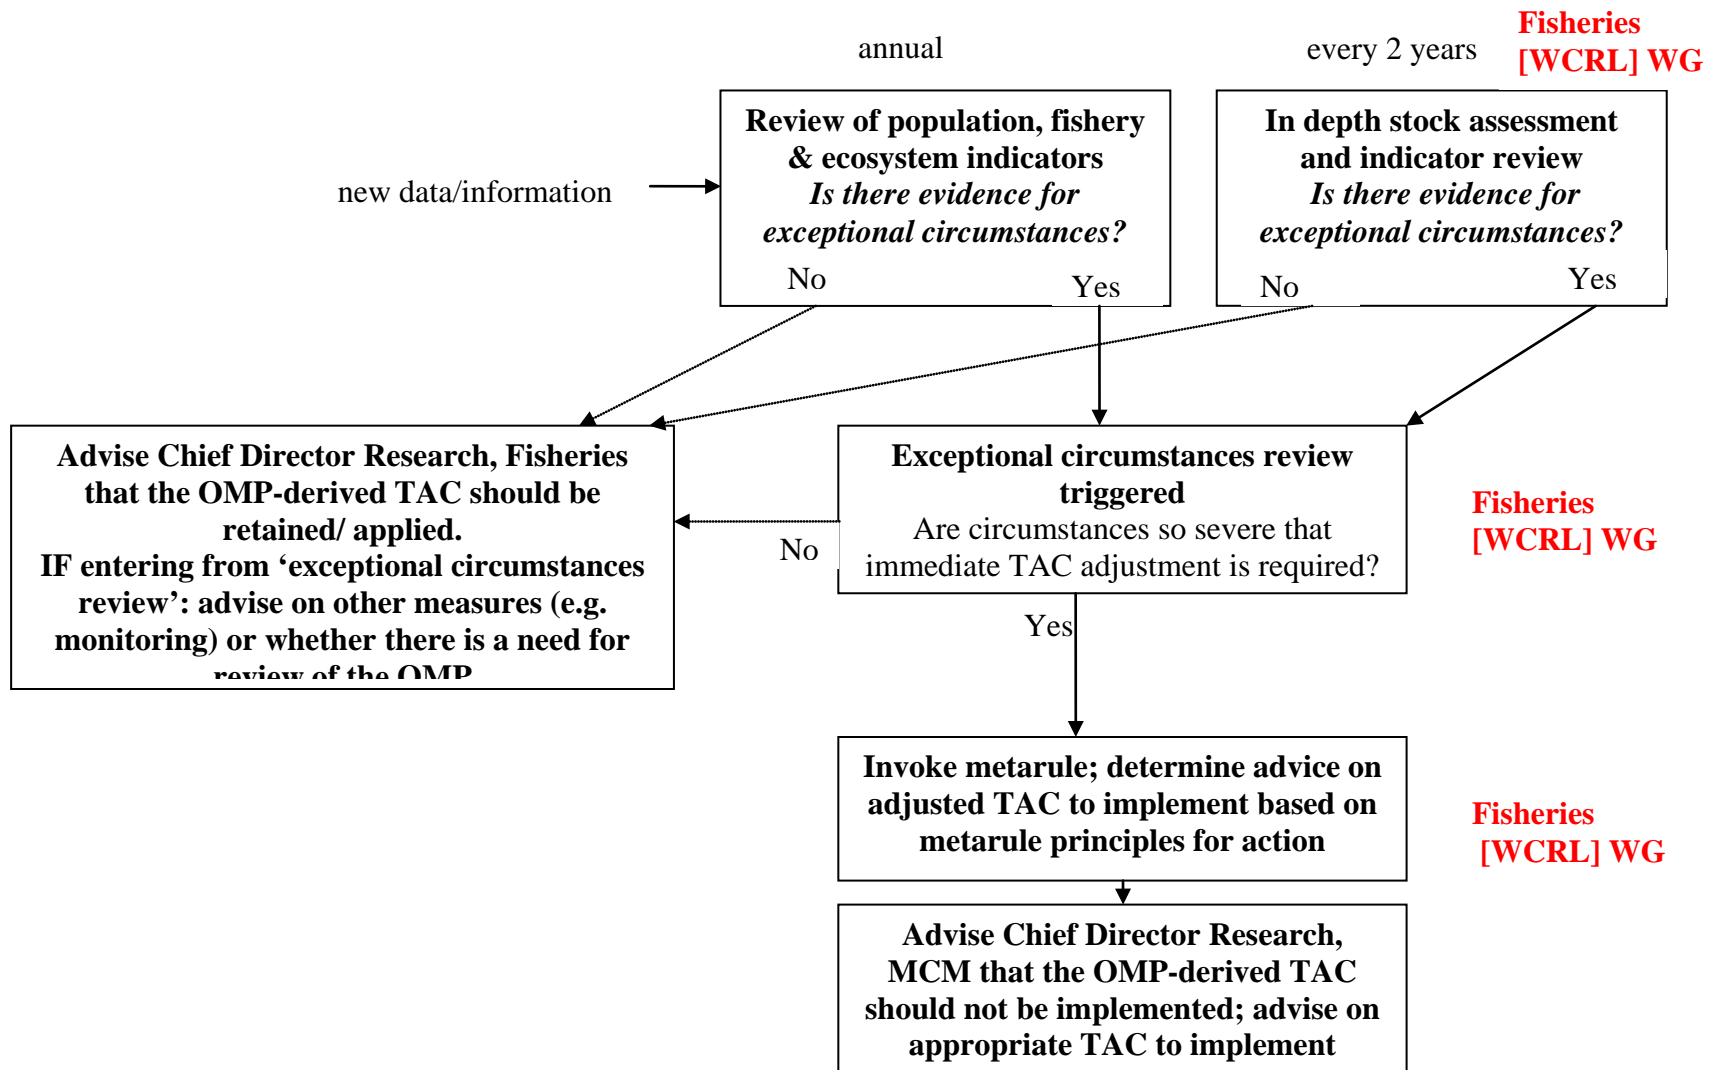 annual
every 2 years
Fisheries
[WCRL] WG
Review of population, fishery
& ecosystem indicators
Is there evidence for
exceptional circumstances?
No
Yes
In depth stock assessment
and indicator review
Is there evidence for
exceptional circumstances?
No
Yes
new data/information
Advise Chief Director Research, Fisheries
that the OMP-derived TAC should be
retained/ applied.
IF entering from ‘exceptional circumstances
review’: advise on other measures (e.g.
monitoring) or whether there is a need for
review of the OMP
No
Exceptional circumstances review
triggered
Are circumstances so severe that
immediate TAC adjustment is required?
Fisheries
[WCRL] WG
Yes
Invoke metarule; determine advice on
adjusted TAC to implement based on
metarule principles for action
Fisheries
[WCRL] WG
Advise Chief Director Research,
MCM that the OMP-derived TAC
should not be implemented; advise on
appropriate TAC to implement